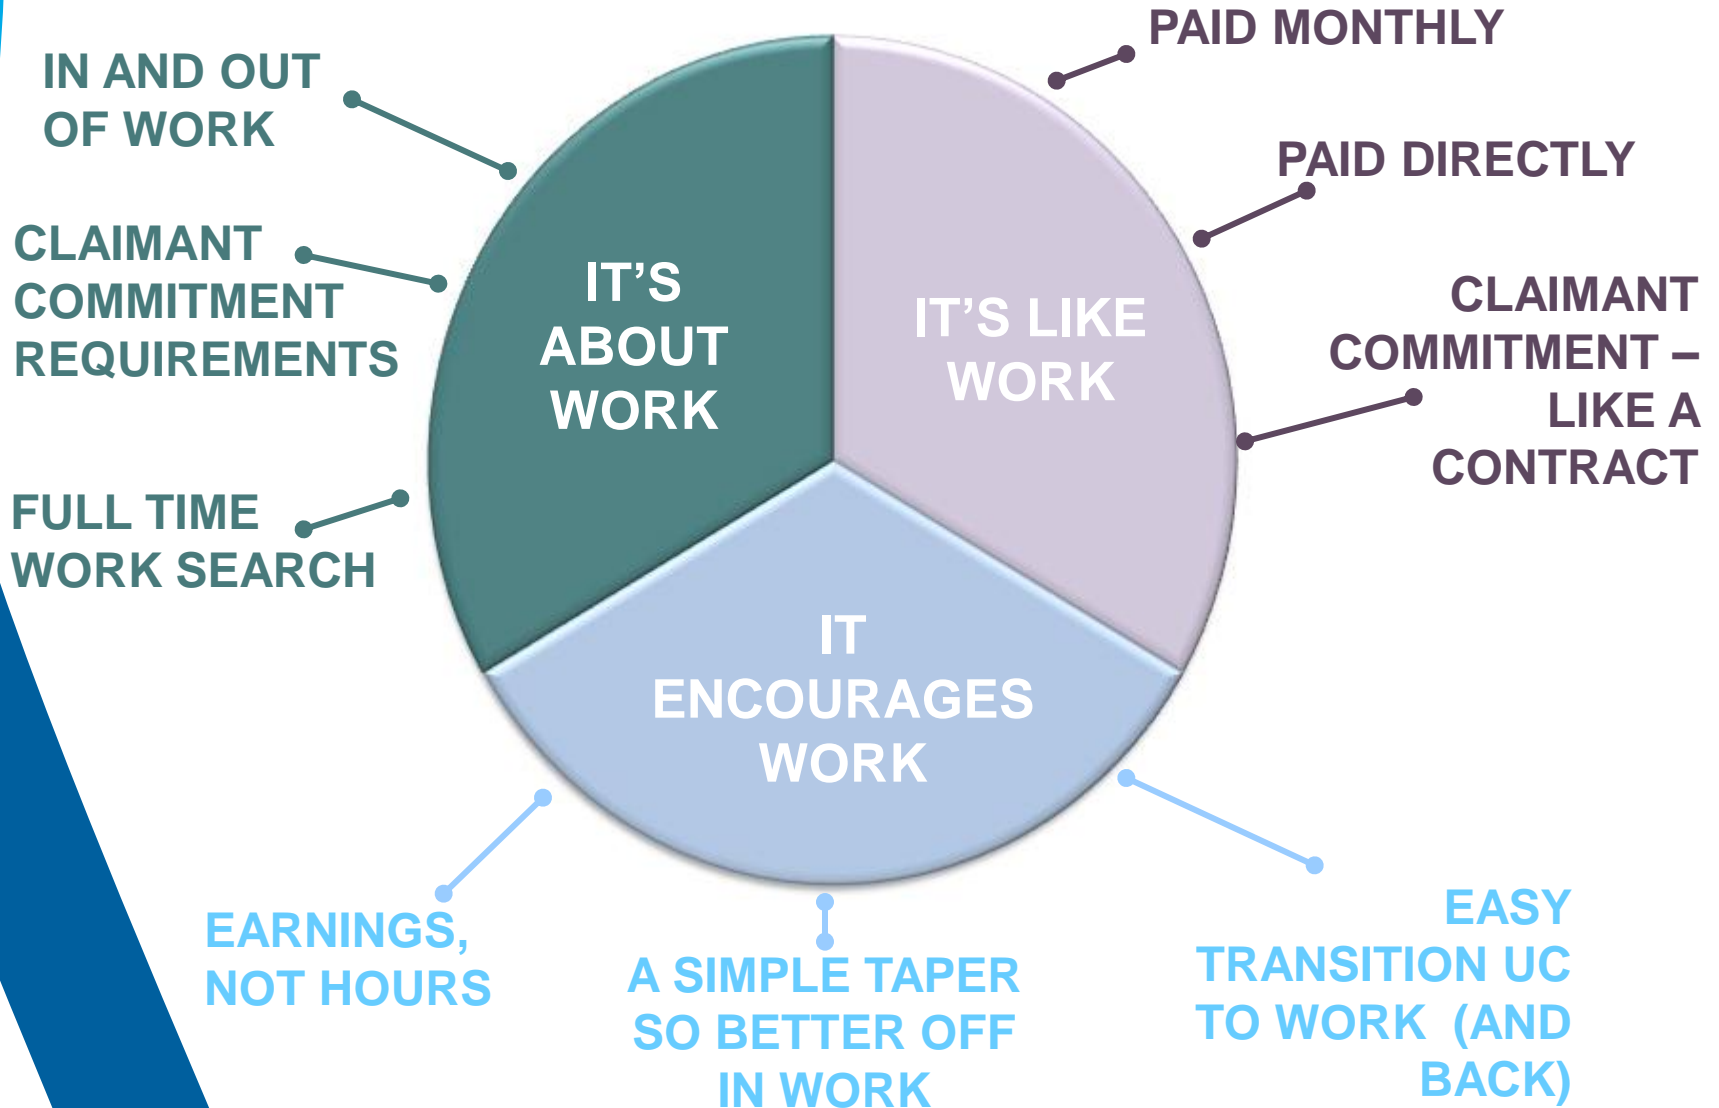 IN AND OUT
OF WORK
CLAIMANT
COMMITMENT
REQUIREMENTS
FULL TIME
WORK SEARCH
IT’S
ABOUT
WORK
IT’S LIKE
WORK
PAID MONTHLY
PAID DIRECTLY
CLAIMANT
COMMITMENT –
LIKE A
CONTRACT
IT
ENCOURAGES
WORK
EARNINGS,
NOT HOURS
A SIMPLE TAPER
SO BETTER OFF
IN WORK
EASY
TRANSITION UC
TO WORK (AND
BACK)